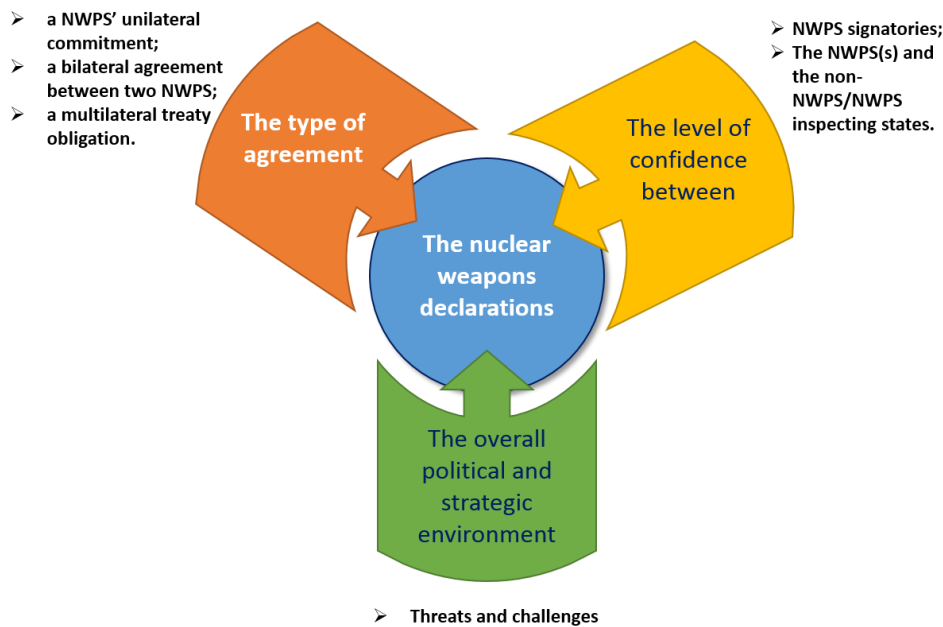 ➢ a NWPS' unilateral
commitment;
➢ a bilateral agreement
between two NWPS;
➢ a multilateral treaty
obligation.
The type of
agreement
➢ NWPS signatories;
➢ The NWPS(s) and
the non-
NWPS/NWPS
inspecting states.
The level of
confidence
between
The nuclear
weapons
declarations
The overall
political and
strategic
environment
➢ Threats and challenges